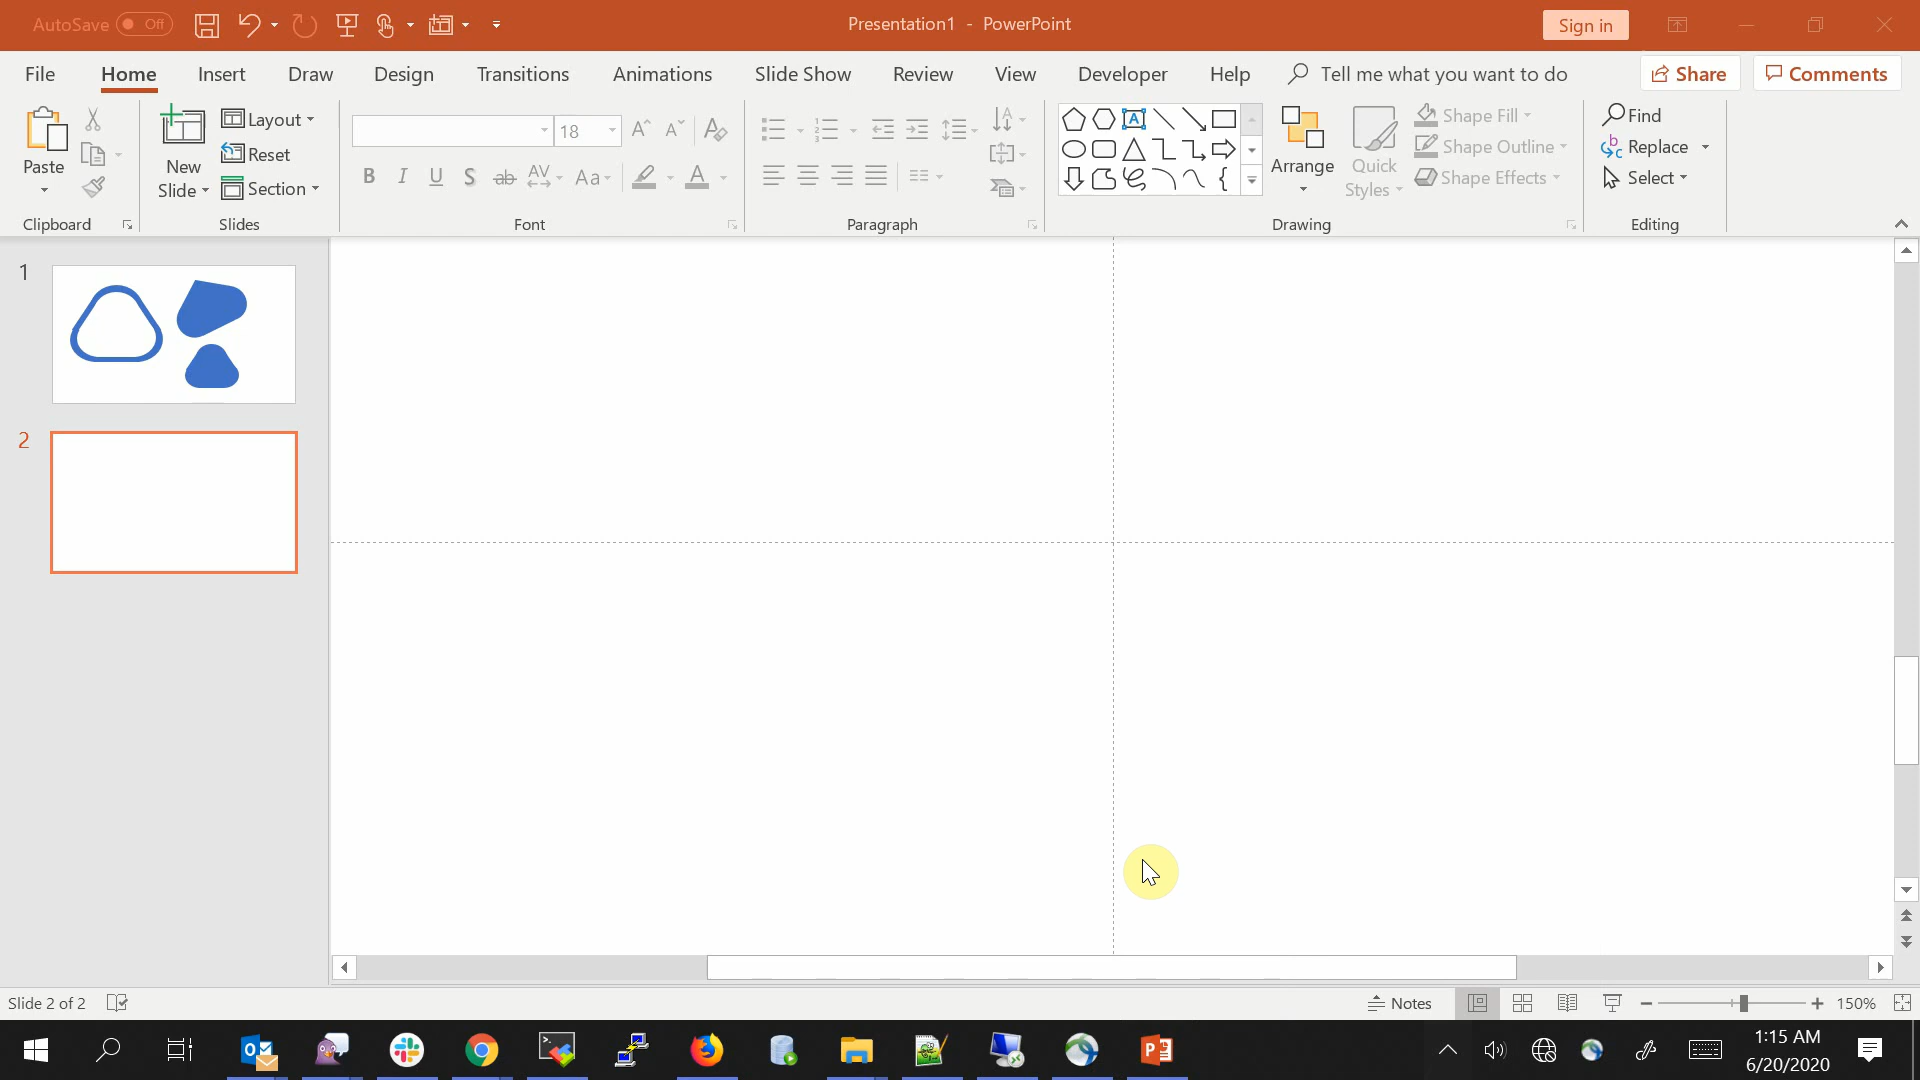 AutoSave Off
Presentation1 - PowerPoint
Sign in
File Home Insert Draw Design Transitions Animations Slide Show Review View Developer Help Tell me what you want to do Share Comments
Paste
New Slide
Layout
Reset
Section
18
B I U S ab AV Aa A
Arrange
Quick Styles
Shape Fill
Shape Outline
Shape Effects
Find
Replace
Select
Clipboard Slides Font Paragraph Drawing Editing
1
2
Slide 2 of 2
Notes
150%
1:15 AM
6/20/2020